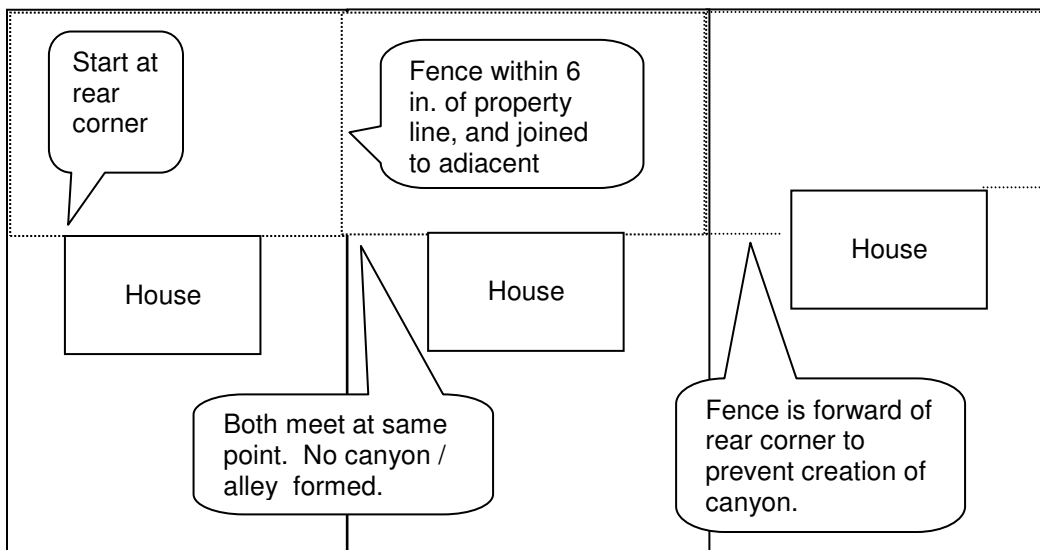 Start at
rear
corner
Fence within 6
in. of property
line, and joined
to adiacent
House
House
House
Both meet at same
point. No canyon /
alley formed.
Fence is forward of
rear corner to
prevent creation of
canyon.